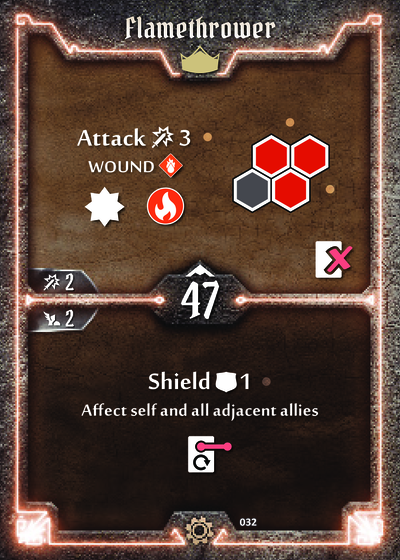 Flamethrower
Attack 3
WOUND
2
47
2
Shield 1
Affect self and all adjacent allies
032